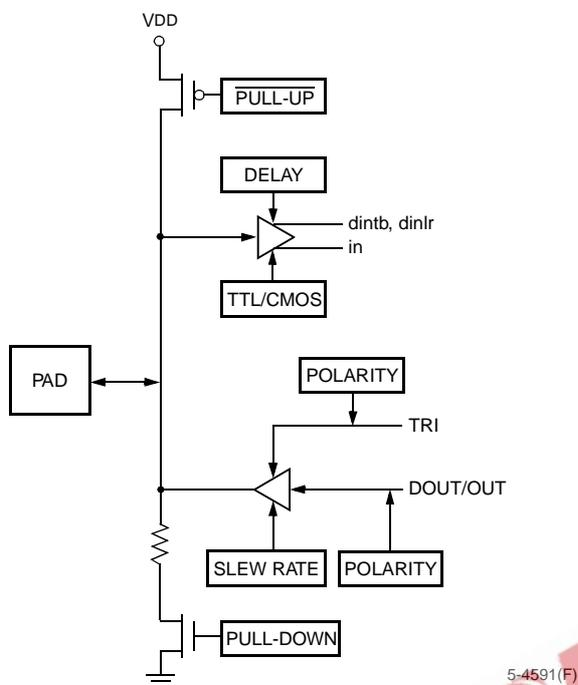 VDD
PULL-UP
DELAY
dintb, dinlr
in
TTL/CMOS
PAD
POLARITY
TRI
DOUT/OUT
SLEW RATE
POLARITY
PULL-DOWN
5-4591(F)